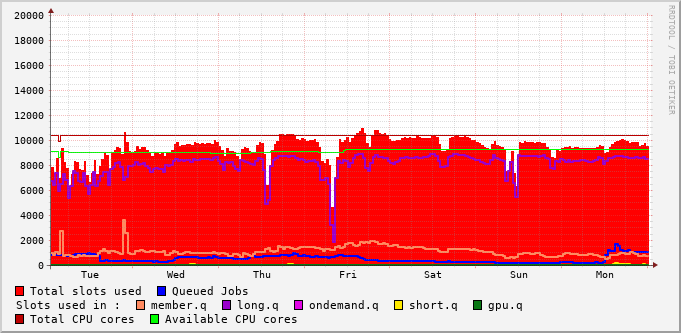 RRDTOOL / TOBI OETIKER
20000
18000
16000
14000
12000
10000
8000
6000
4000
2000
0
Tue Wed Thu Fri Sat Sun Mon
Total slots used Queued Jobs
Slots used in : member.q long.q ondemand.q short.q gpu.q
Total CPU cores Available CPU cores